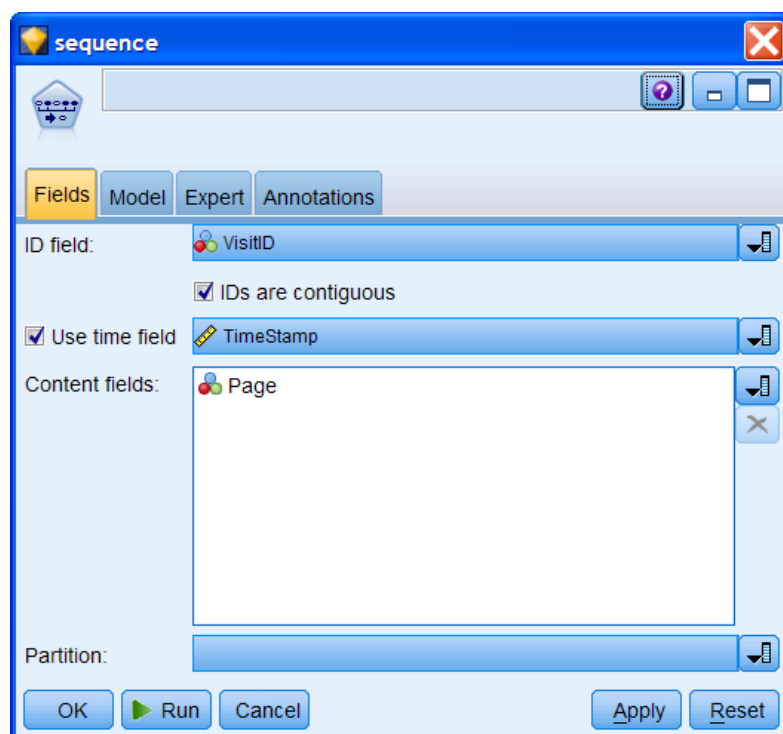 sequence
Fields Model Expert Annotations
ID field: VisitID
IDs are contiguous
Use time field TimeStamp
Content fields: Page
Partition:
OK Run Cancel Apply Reset